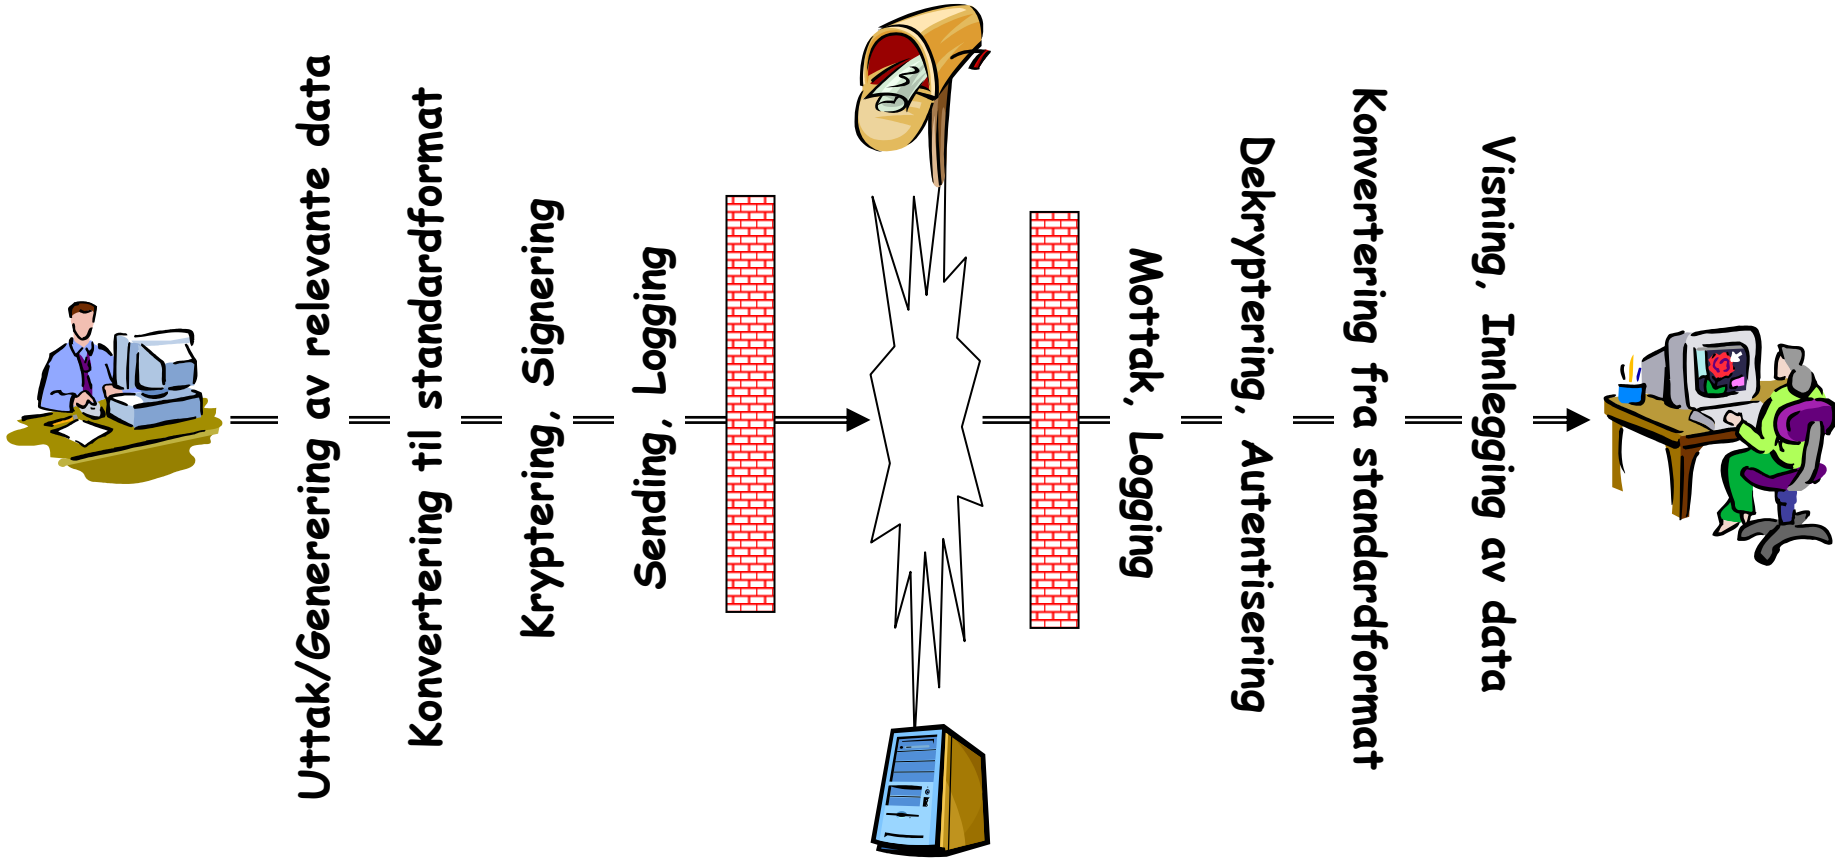 Uttak/Generering av relevante data
Konvertering til standardformat
Kryptering, Signering
Sending, Logging
Mottak, Logging
Dekryptering, Autentisering
Konvertering fra standardformat
Visning, Innlegging av data